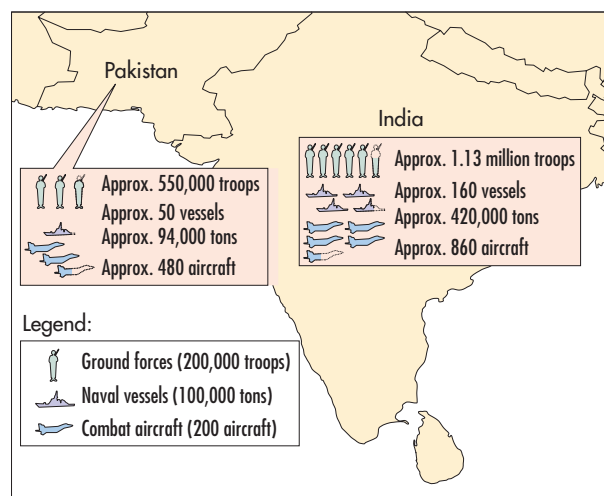 Pakistan
Approx. 550,000 troops
Approx. 50 vessels
Approx. 94,000 tons
Approx. 480 aircraft
India
Approx. 1.13 million troops
Approx. 160 vessels
Approx. 420,000 tons
Approx. 860 aircraft
Legend:
Ground forces (200,000 troops)
Naval vessels (100,000 tons)
Combat aircraft (200 aircraft)